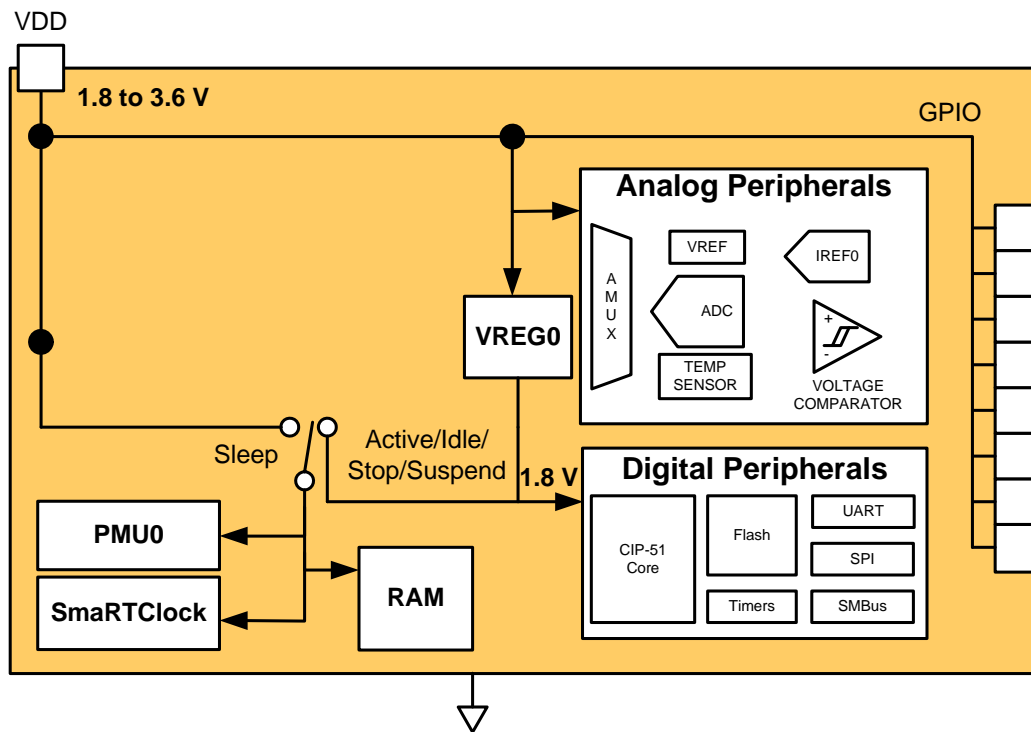 VDD
1.8 to 3.6 V
GPIO
Analog Peripherals
A
M
U
X
VREF
IREF0
ADC
+
-
TEMP
SENSOR
VOLTAGE
COMPARATOR
VREG0
Sleep
Active/Idle/
Stop/Suspend
1.8 V
Digital Peripherals
CIP-51
Core
Flash
Timers
UART
SPI
SMBus
PMU0
SmaRTClock
RAM